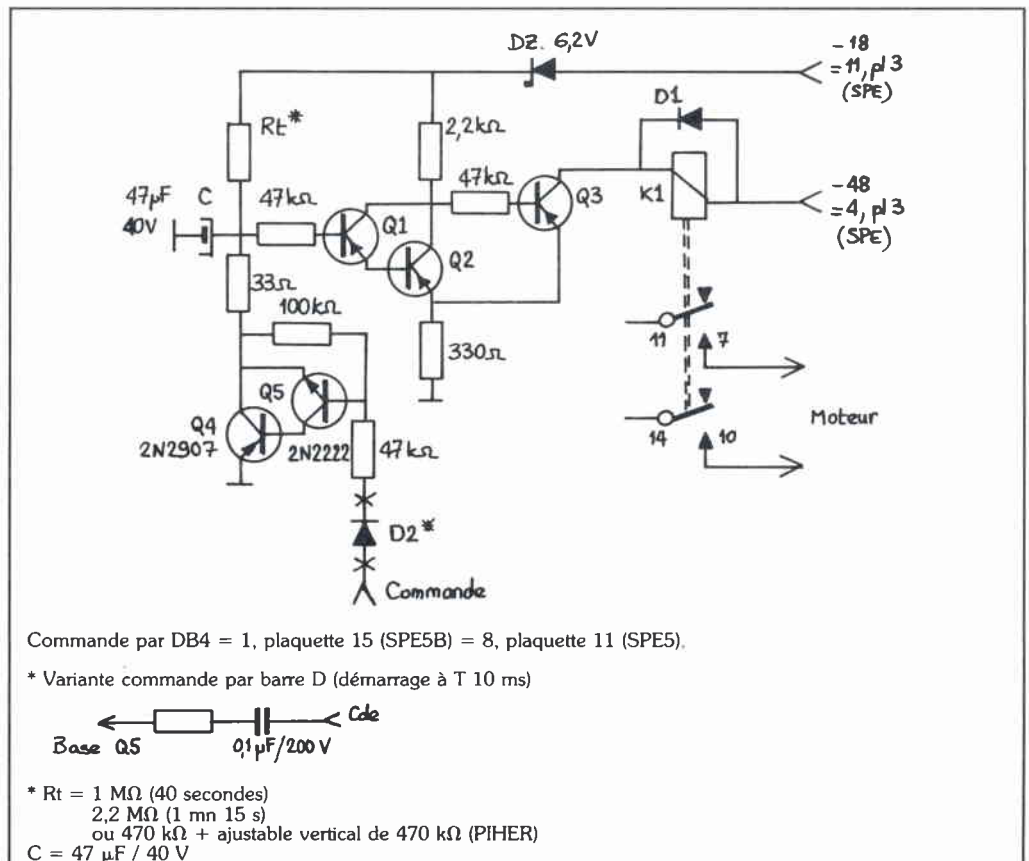 DZ. 6,2V
-18
=11, pl 3
(SPE)
D1
Rt*
2,2kΩ
47µF
40V
C
47kΩ
Q1
47kΩ
Q3
K1
-48
=4, pl 3
(SPE)
Q2
33Ω
100kΩ
330Ω
11
7
Q5
Q4
2N2907
2N2222
47kΩ
14
10
Moteur
D2*
Commande
Commande par DB4 = 1, plaquette 15 (SPE5B) = 8, plaquette 11 (SPE5).
* Variante commande par barre D (démarrage à T 10 ms)
Cde
Base Q5
0,1µF/200 V
* Rt = 1 MΩ (40 secondes)
2,2 MΩ (1 mn 15 s)
ou 470 kΩ + ajustable vertical de 470 kΩ (PIHER)
C = 47 µF / 40 V